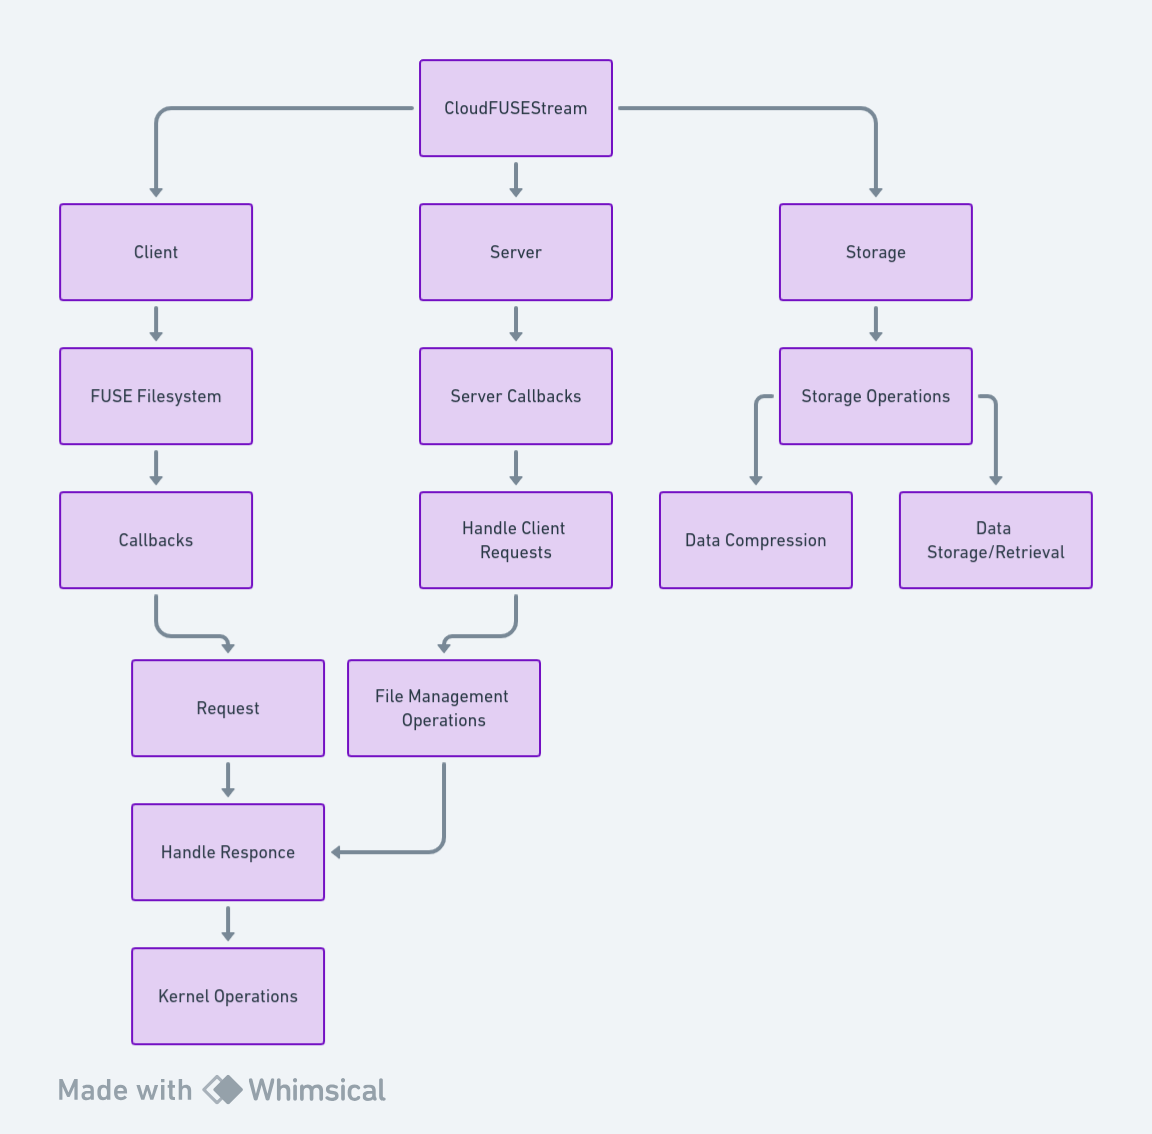 CloudFUSEStream
Client
Server
Storage
FUSE Filesystem
Server Callbacks
Storage Operations
Callbacks
Handle Client
Requests
Data Compression
Data
Storage/Retrieval
Request
File Management
Operations
Handle Responce
Kernel Operations
Made with Whimsical